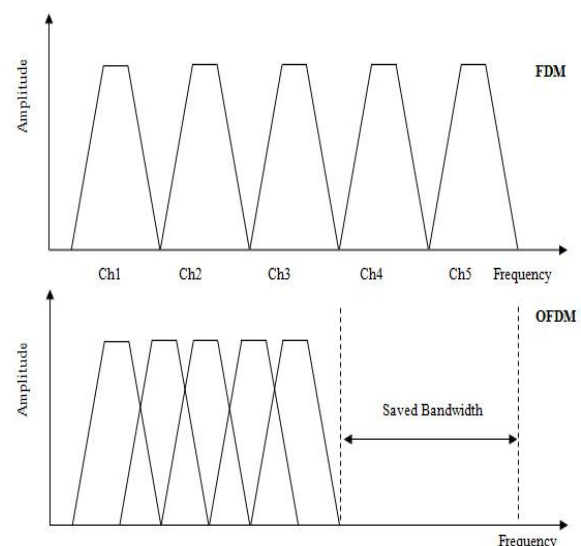 Amplitude
FDM
Ch1 Ch2 Ch3 Ch4 Ch5 Frequency
Amplitude
OFDM
Saved Bandwidth
Frequency